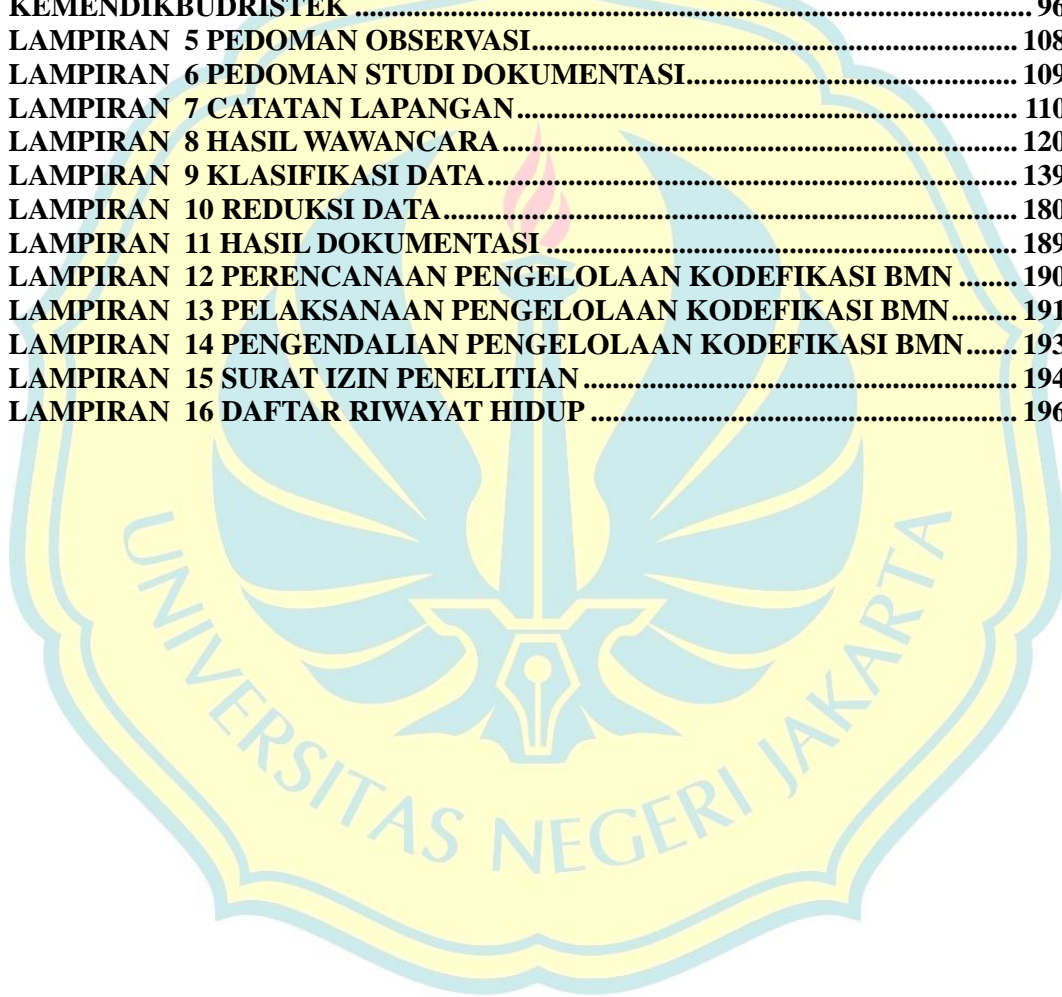 KEMENDIKBUDRISTEK ........................................................................................... 96
LAMPIRAN  5 PEDOMAN OBSERVASI.................................................................. 108
LAMPIRAN  6 PEDOMAN STUDI DOKUMENTASI............................................. 109
LAMPIRAN  7 CATATAN LAPANGAN.................................................................... 110
LAMPIRAN  8 HASIL WAWANCARA...................................................................... 120
LAMPIRAN  9 KLASIFIKASI DATA........................................................................ 139
LAMPIRAN  10 REDUKSI DATA.............................................................................. 180
LAMPIRAN  11 HASIL DOKUMENTASI................................................................. 189
LAMPIRAN  12 PERENCANAAN PENGELOLAAN KODEFIKASI BMN ........ 190
LAMPIRAN  13 PELAKSANAAN PENGELOLAAN KODEFIKASI BMN......... 191
LAMPIRAN  14 PENGENDALIAN PENGELOLAAN KODEFIKASI BMN....... 193
LAMPIRAN  15 SURAT IZIN PENELITIAN ........................................................... 194
LAMPIRAN  16 DAFTAR RIWAYAT HIDUP .......................................................... 196
UNIVERSITAS NEGERI JAKARTA